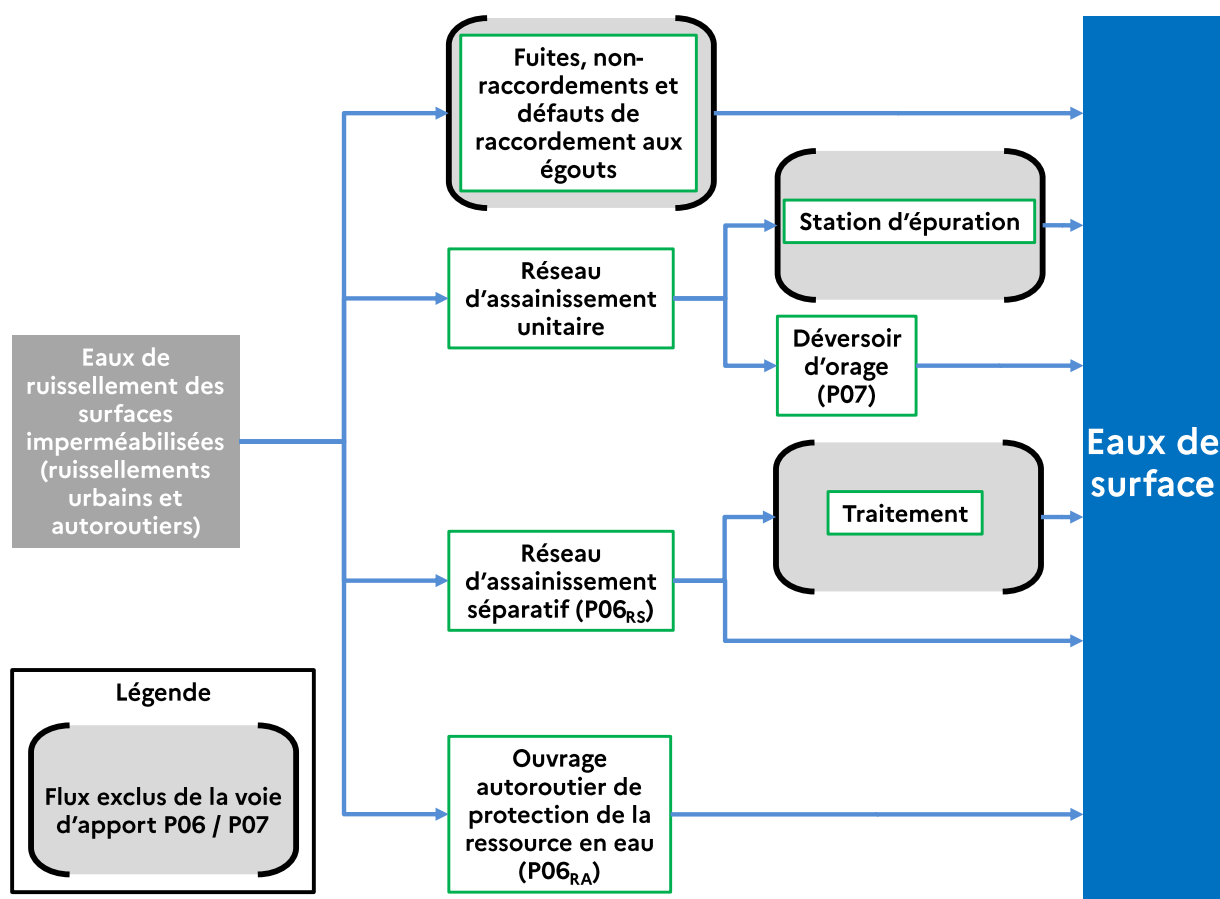 Fuites, non-
raccordements et
défauts de
raccordement aux
égouts
Station d'épuration
Réseau
d'assainissement
unitaire
Déversoir
d'orage
(P07)
Eaux de
ruissellement des
surfaces
imperméabilisées
(ruissellements
urbains et
autoroutiers)
Eaux de
surface
Traitement
Réseau
d'assainissement
séparatif (P06RS)
Ouvrage
autoroutier de
protection de la
ressource en eau
(P06RA)
Légende
Flux exclus de la voie
d'apport P06 / P07